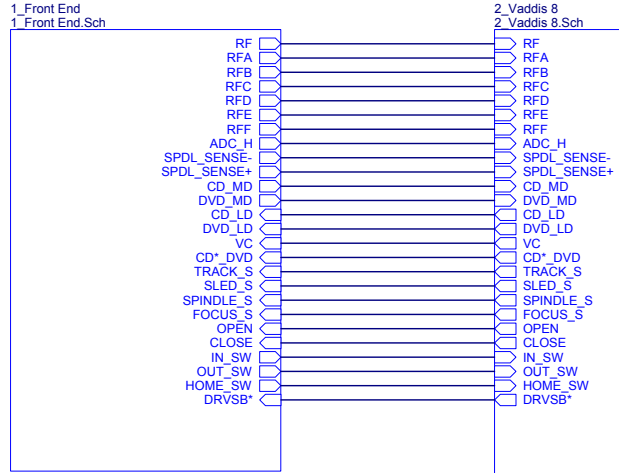 1_Front End
1_Front End.Sch
RF
RFA
RFB
RFC
RFD
RFE
RFF
ADC_H
SPDL_SENSE-
SPDL_SENSE+
CD_MD
DVD_MD
CD_LD
DVD_LD
VC
CD*_DVD
TRACK_S
SLED_S
SPINDLE_S
FOCUS_S
OPEN
CLOSE
IN_SW
OUT_SW
HOME_SW
DRVSB*
2_Vaddis 8
2_Vaddis 8.Sch
RF
RFA
RFB
RFC
RFD
RFE
RFF
ADC_H
SPDL_SENSE-
SPDL_SENSE+
CD_MD
DVD_MD
CD_LD
DVD_LD
VC
CD*_DVD
TRACK_S
SLED_S
SPINDLE_S
FOCUS_S
OPEN
CLOSE
IN_SW
OUT_SW
HOME_SW
DRVSB*